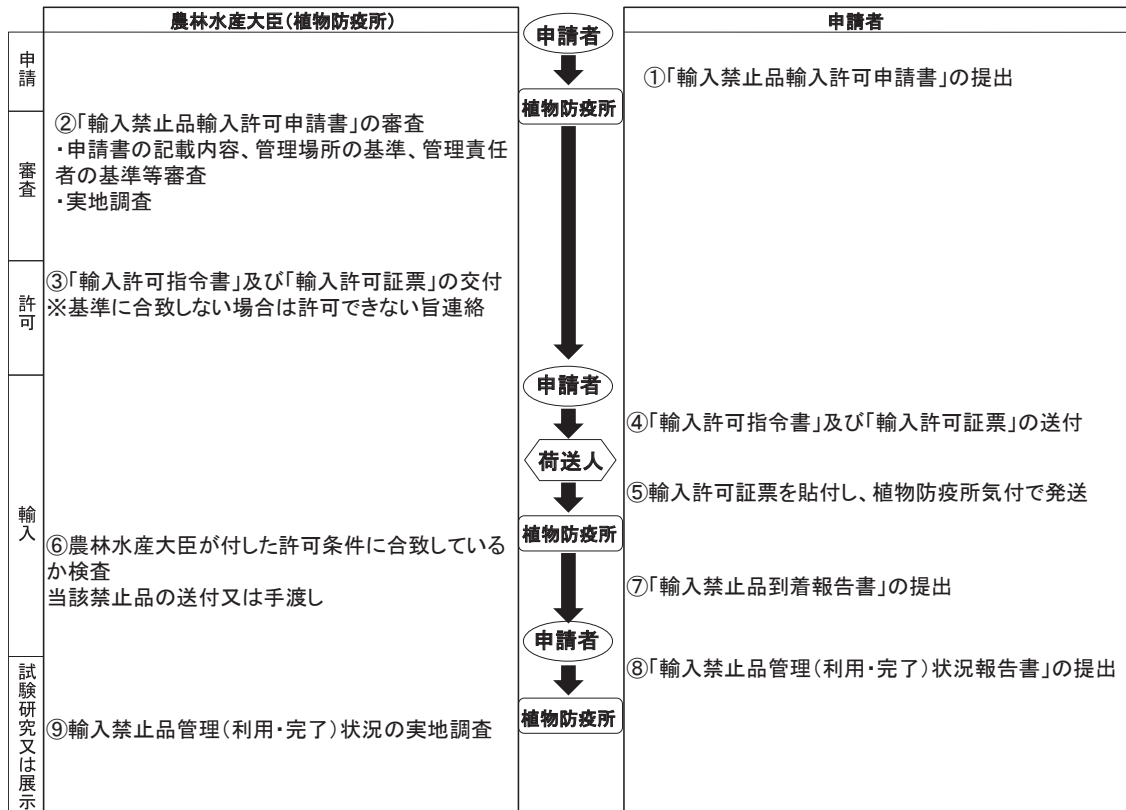 農林水産大臣(植物防疫所)
申請者
申請者
申請
①「輸入禁止品輸入許可申請書」の提出
植物防疫所
審査
②「輸入禁止品輸入許可申請書」の審査
・申請書の記載内容、管理場所の基準、管理責任
者の基準等審査
・実地調査
許可
③「輸入許可指令書」及び「輸入許可証票」の交付
※基準に合致しない場合は許可できない旨連絡
輸入
申請者
④「輸入許可指令書」及び「輸入許可証票」の送付
荷送人
⑤輸入許可証票を貼付し、植物防疫所気付で発送
植物防疫所
⑥農林水産大臣が付した許可条件に合致している
か検査
当該禁止品の送付又は手渡し
⑦「輸入禁止品到着報告書」の提出
申請者
試験研究又は展示
⑧「輸入禁止品管理(利用・完了)状況報告書」の提出
植物防疫所
⑨輸入禁止品管理(利用・完了)状況の実地調査